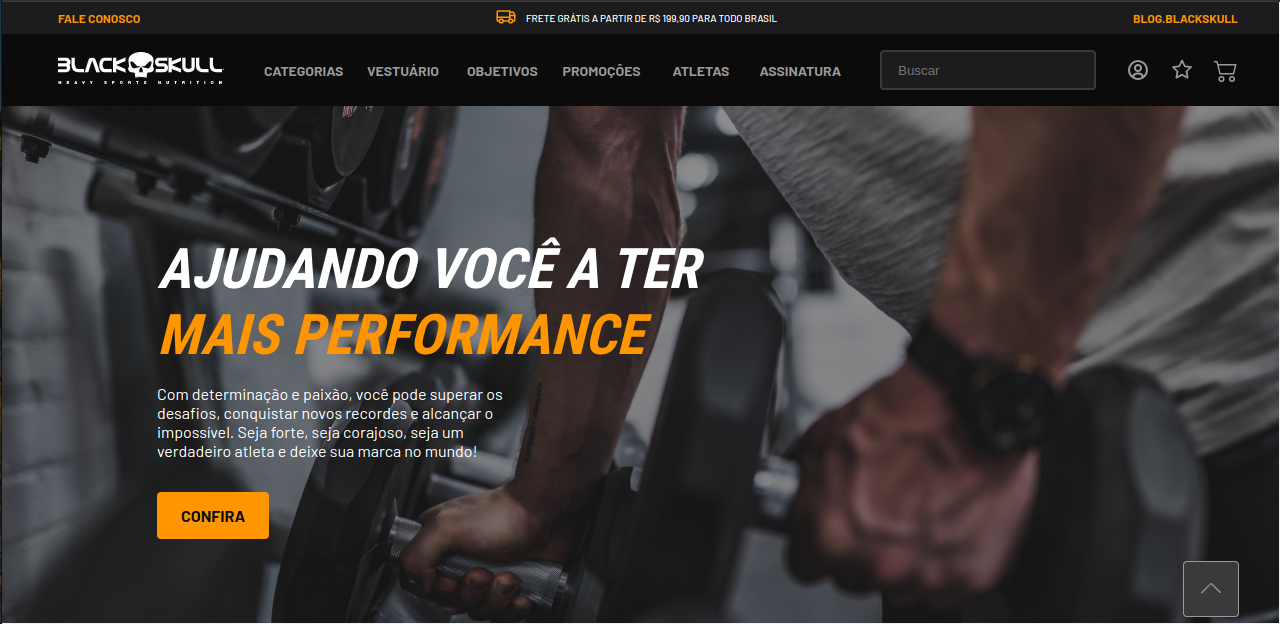 FALE CONOSCO
FRETE GRÁTIS A PARTIR DE R$ 199,90 PARA TODO BRASIL
BLOG.BLACKSKULL
BLACK SKULL
HEAVY SPORTS NUTRITION
CATEGORIAS
VESTUÁRIO
OBJETIVOS
PROMOÇÕES
ATLETAS
ASSINATURA
Buscar
AJUDANDO VOCÊ A TER
MAIS PERFORMANCE
Com determinação e paixão, você pode superar os
desafios, conquistar novos recordes e alcançar o
impossível. Seja forte, seja corajoso, seja um
verdadeiro atleta e deixe sua marca no mundo!
CONFIRA